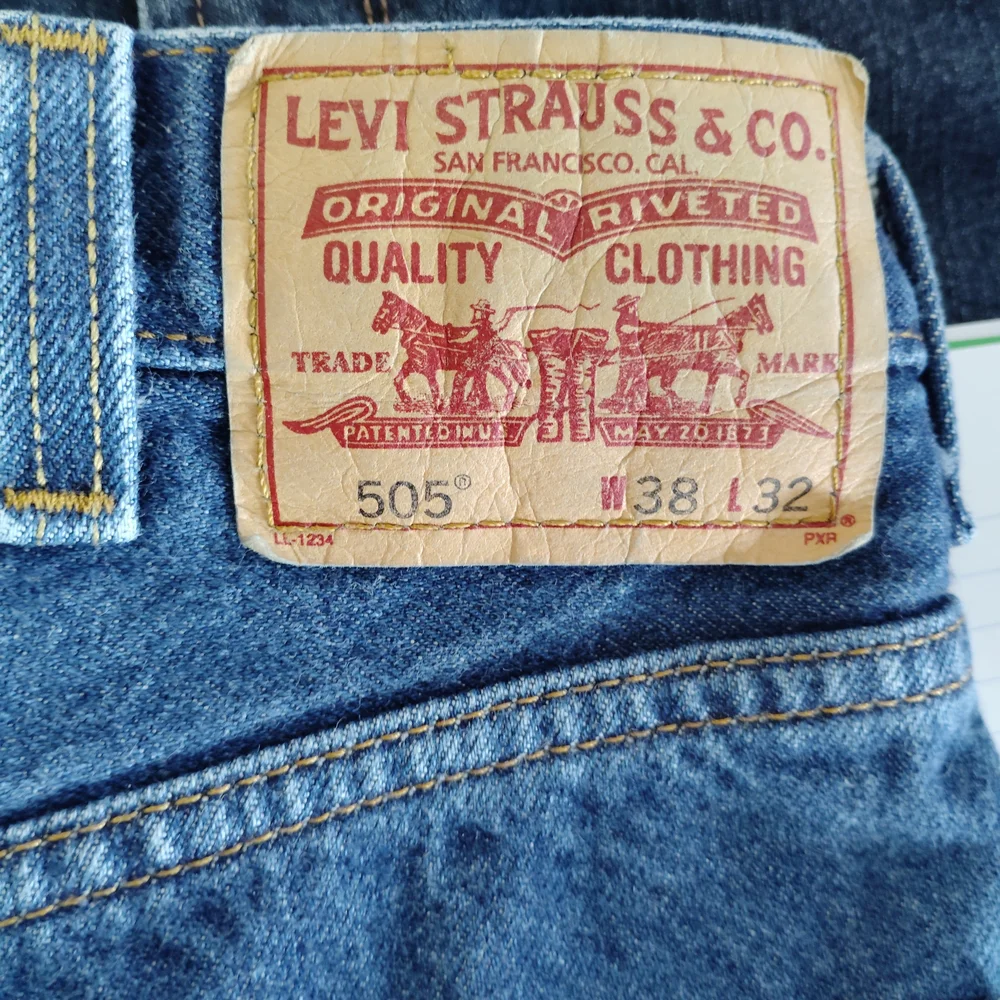 LEVI STRAUSS & CO.
SAN FRANCISCO. CAL.
ORIGINAL RIVETED
QUALITY CLOTHING
TRADE MARK
PATENTED IN U.S. MAY 20 1873
505® W38 L32
LL-1234 PXR ®